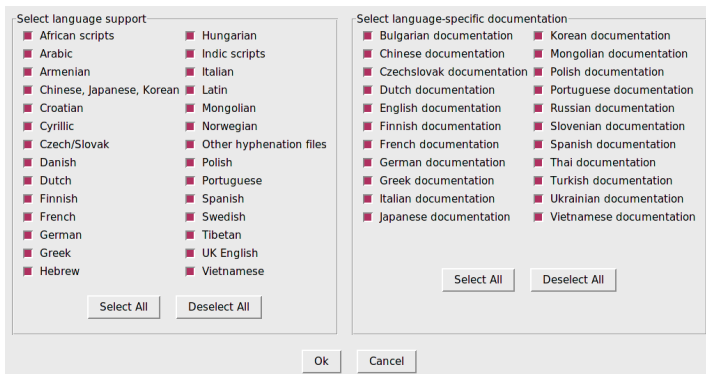 Select language support
African scripts
Arabic
Armenian
Chinese, Japanese, Korean
Croatian
Cyrillic
Czech/Slovak
Danish
Dutch
Finnish
French
German
Greek
Hebrew
Hungarian
Indic scripts
Italian
Latin
Mongolian
Norwegian
Other hyphenation files
Polish
Portuguese
Spanish
Swedish
Tibetan
UK English
Vietnamese
Select All
Deselect All
Select language-specific documentation
Bulgarian documentation
Chinese documentation
Czechslovak documentation
Dutch documentation
English documentation
Finnish documentation
French documentation
German documentation
Greek documentation
Italian documentation
Japanese documentation
Korean documentation
Mongolian documentation
Polish documentation
Portuguese documentation
Russian documentation
Slovenian documentation
Spanish documentation
Thai documentation
Turkish documentation
Ukrainian documentation
Vietnamese documentation
Select All
Deselect All
Ok
Cancel